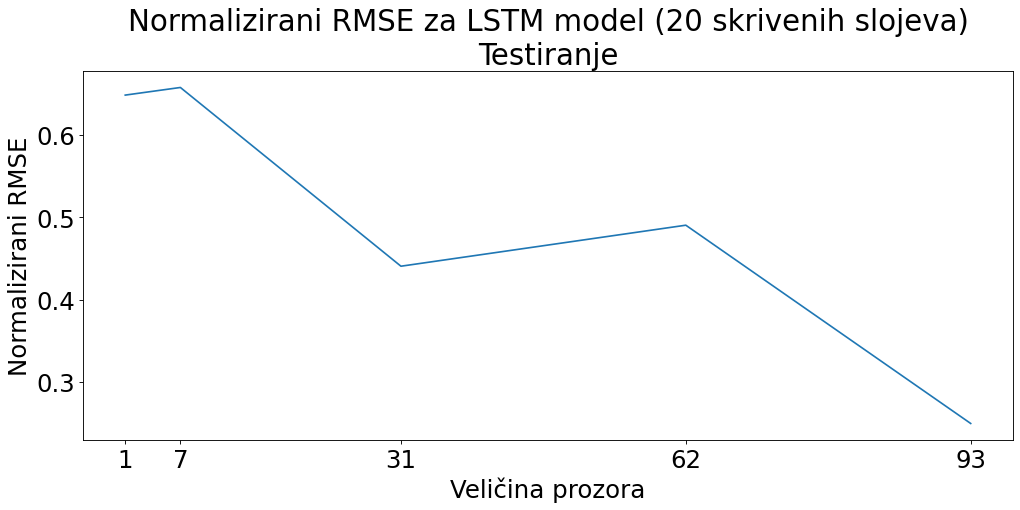 Normalizirani RMSE za LSTM model (20 skrivenih slojeva)
Testiranje
Normalizirani RMSE
0.6
0.5
0.4
0.3
1 7 31 62 93
Veličina prozora